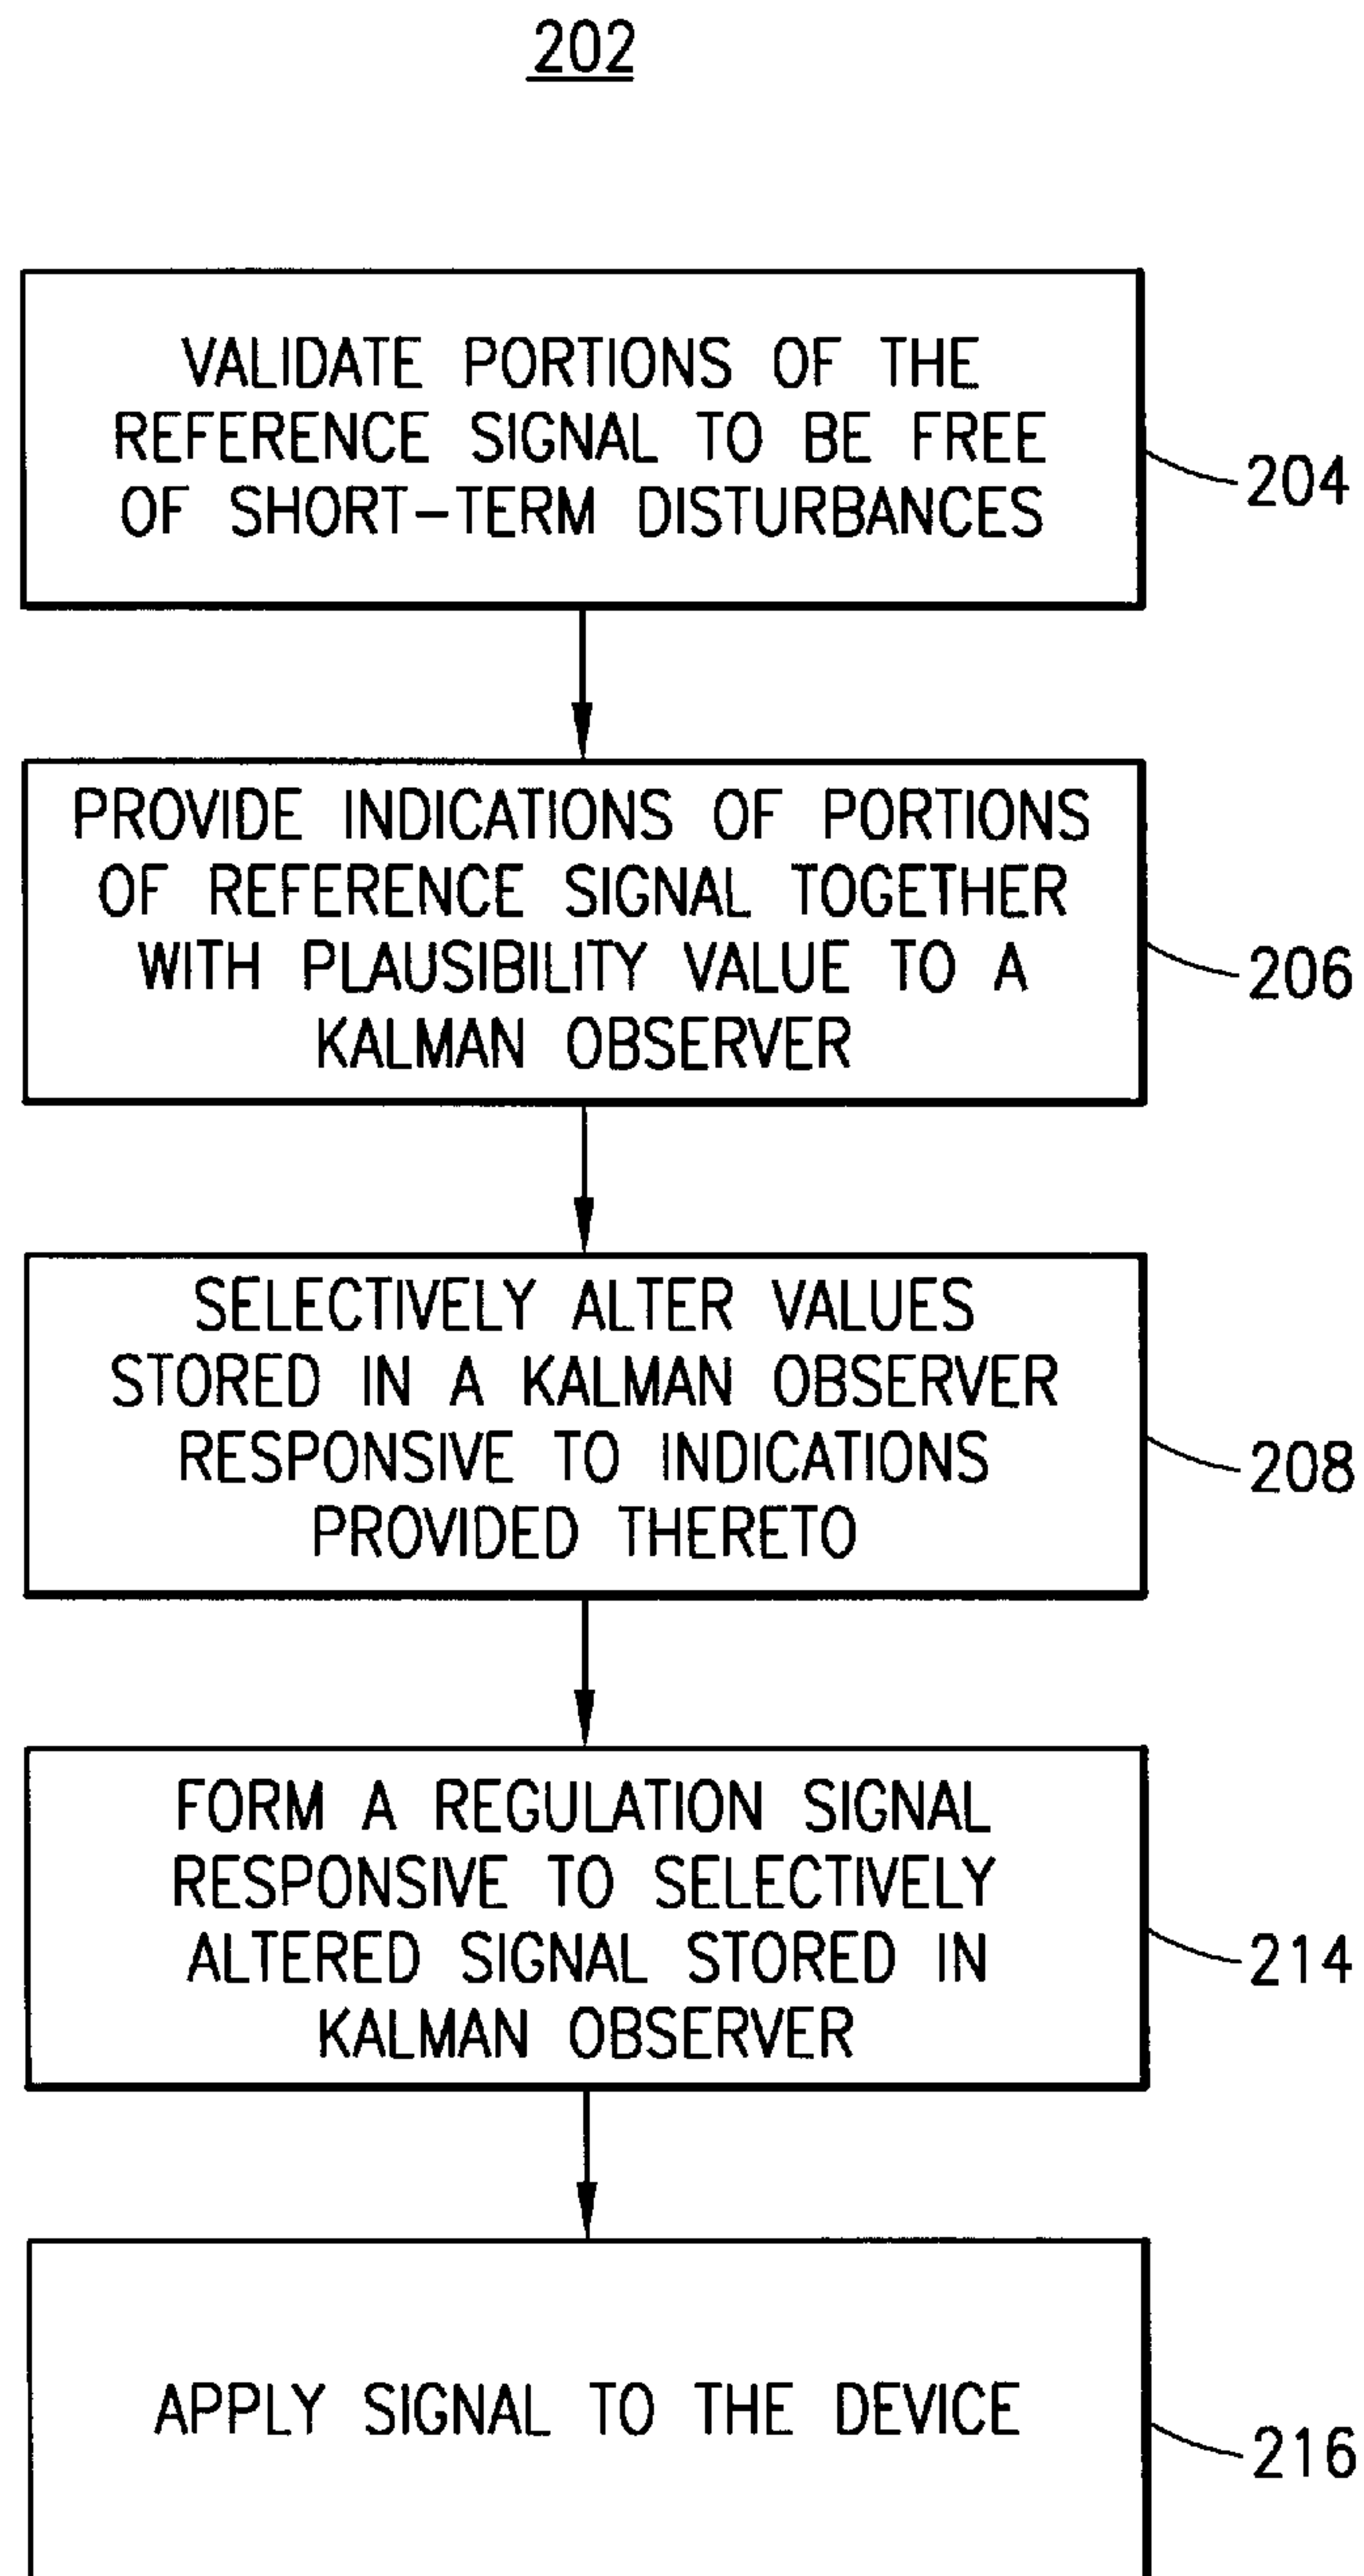 202
VALIDATE PORTIONS OF THE
REFERENCE SIGNAL TO BE FREE
OF SHORT-TERM DISTURBANCES
204
PROVIDE INDICATIONS OF PORTIONS
OF REFERENCE SIGNAL TOGETHER
WITH PLAUSIBILITY VALUE TO A
KALMAN OBSERVER
206
SELECTIVELY ALTER VALUES
STORED IN A KALMAN OBSERVER
RESPONSIVE TO INDICATIONS
PROVIDED THERETO
208
FORM A REGULATION SIGNAL
RESPONSIVE TO SELECTIVELY
ALTERED SIGNAL STORED IN
KALMAN OBSERVER
214
APPLY SIGNAL TO THE DEVICE
216